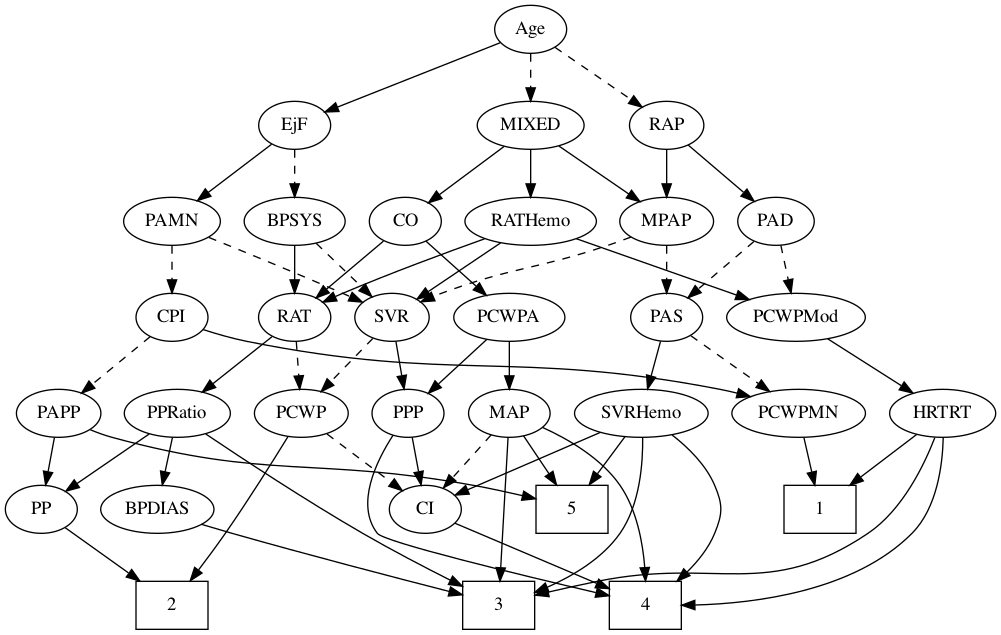 Age
EjF
MIXED
RAP
PAMN
BPSYS
CO
RATHemo
MPAP
PAD
CPI
RAT
SVR
PCWPA
PAS
PCWPMod
PAPP
PPRatio
PCWP
PPP
MAP
SVRHemo
PCWPMN
HRTRT
PP
BPDIAS
CI
5
1
2
3
4